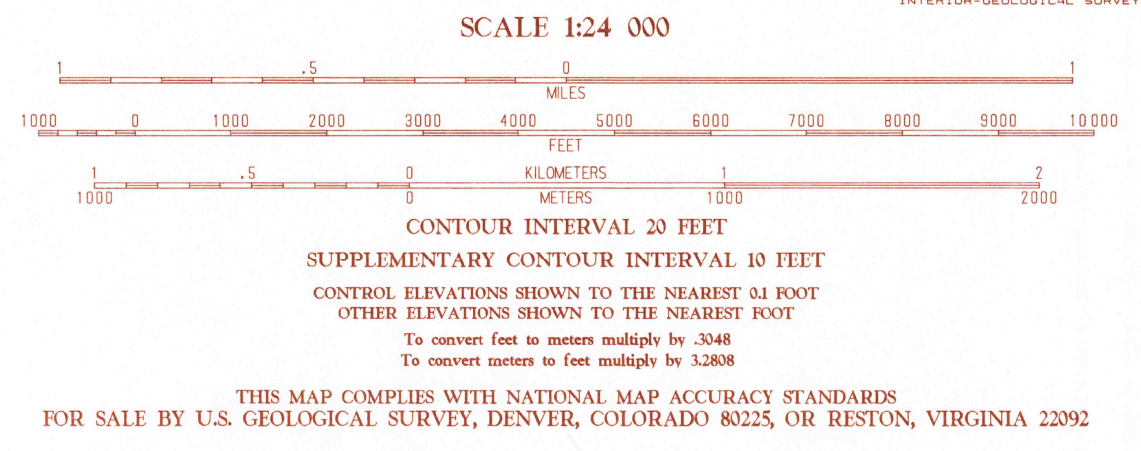 INTERIOR-GEOLOGICAL SURVEY
SCALE 1:24 000
1 .5 0 1
MILES
1000 0 1000 2000 3000 4000 5000 6000 7000 8000 9000 10 000
FEET
1 .5 0 KILOMETERS 1 2
1000 0 METERS 1000 2000
CONTOUR INTERVAL 20 FEET
SUPPLEMENTARY CONTOUR INTERVAL 10 FEET
CONTROL ELEVATIONS SHOWN TO THE NEAREST 0.1 FOOT
OTHER ELEVATIONS SHOWN TO THE NEAREST FOOT
To convert feet to meters multiply by .3048
To convert meters to feet multiply by 3.2808
THIS MAP COMPLIES WITH NATIONAL MAP ACCURACY STANDARDS
FOR SALE BY U.S. GEOLOGICAL SURVEY, DENVER, COLORADO 80225, OR RESTON, VIRGINIA 22092